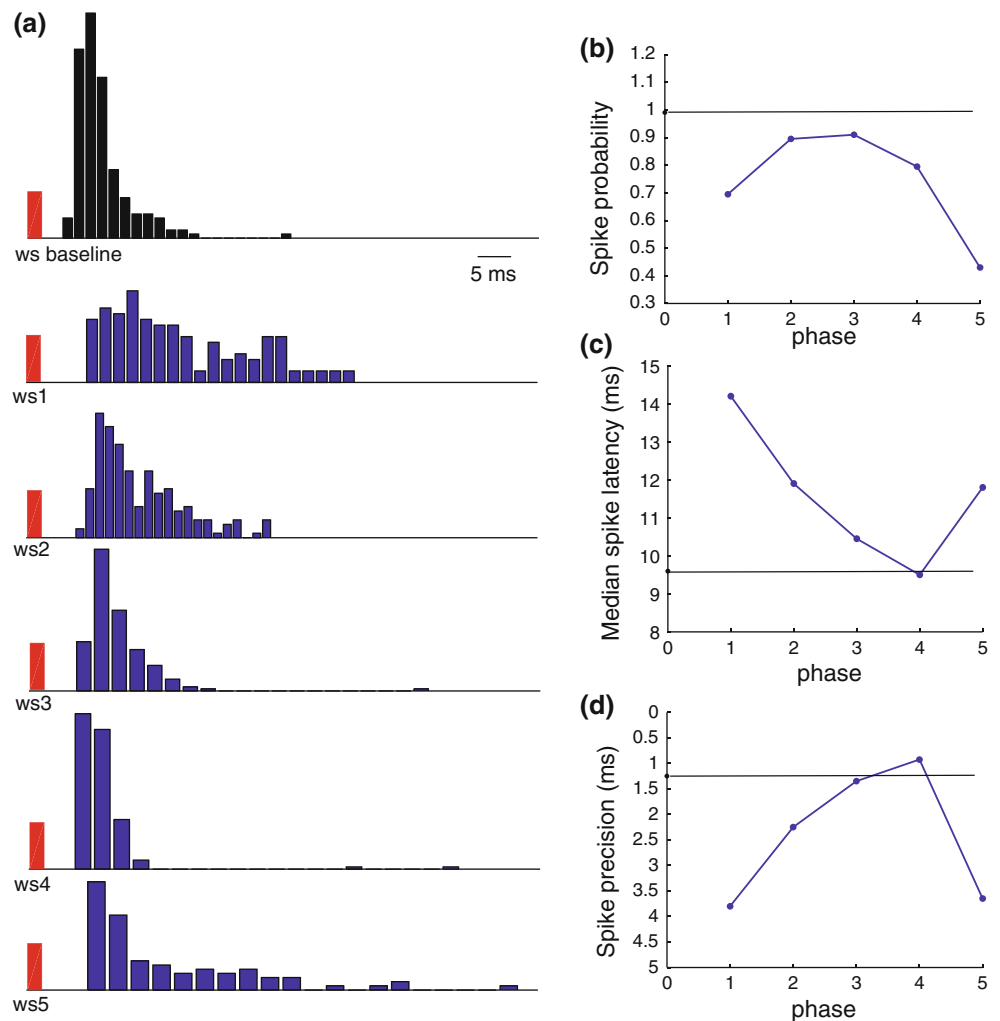 (a)
ws baseline
5 ms
ws1
ws2
ws3
ws4
ws5
(b)
Spike probability
1.2
1.1
1
0.9
0.8
0.7
0.6
0.5
0.4
0.3
0 1 2 3 4 5
phase
(c)
Median spike latency (ms)
15
14
13
12
11
10
9
8
0 1 2 3 4 5
phase
(d)
Spike precision (ms)
0
0.5
1
1.5
2
2.5
3
3.5
4
4.5
5
0 1 2 3 4 5
phase